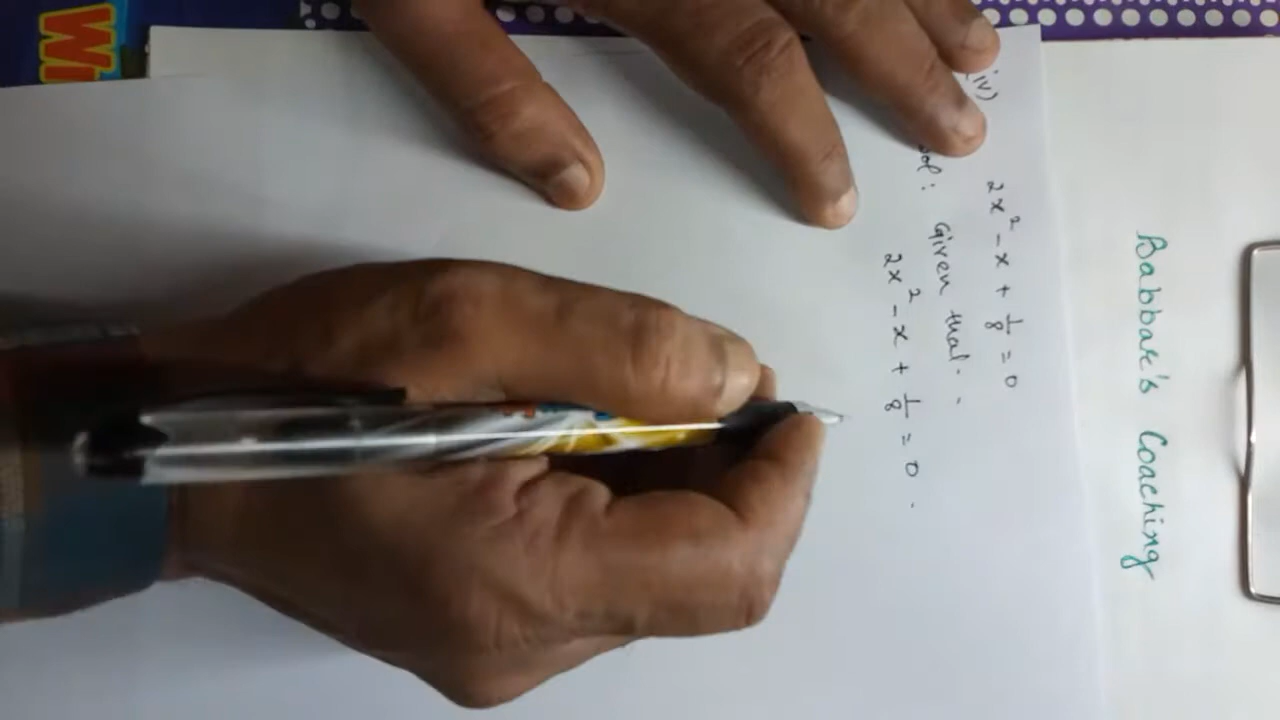 Babbar's Coaching
(iv) 2x² - x + 1/8 = 0
Sol: Given that.
2x² - x + 1/8 = 0.